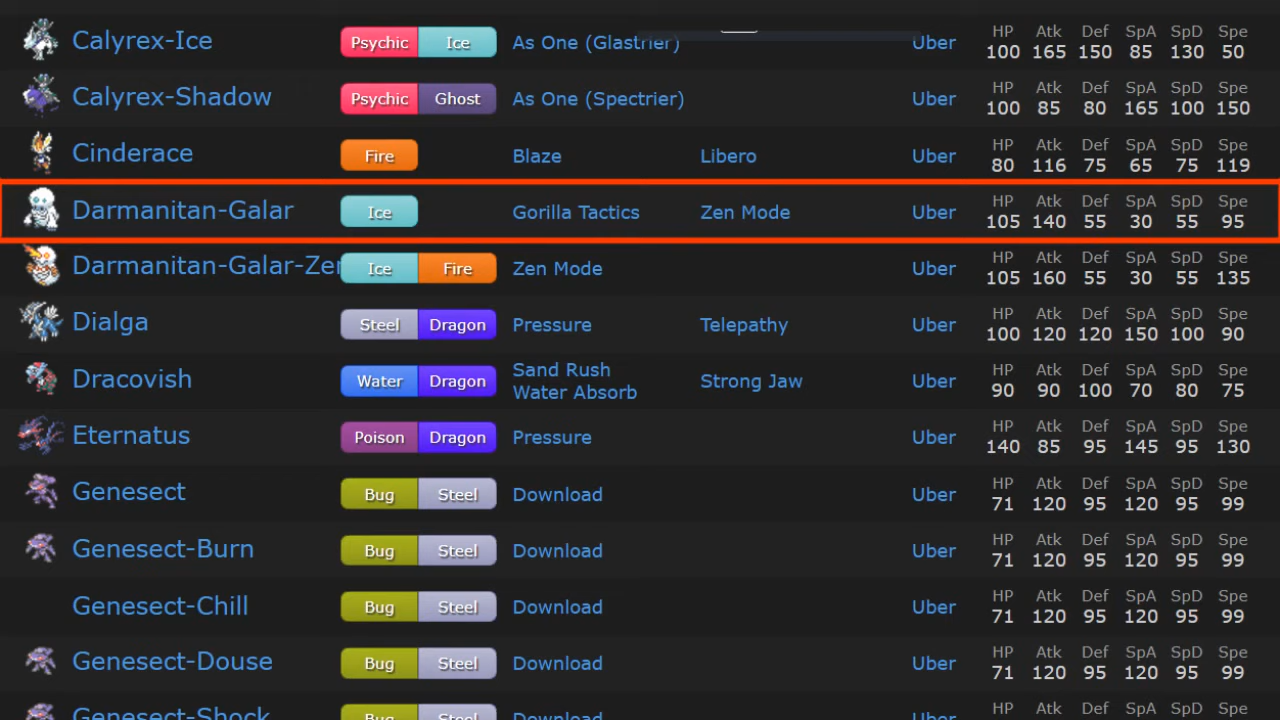 Calyrex-Ice Psychic Ice As One (Glastrier) Uber HP 100 Atk 165 Def 150 SpA 85 SpD 130 Spe 50
Calyrex-Shadow Psychic Ghost As One (Spectrier) Uber HP 100 Atk 85 Def 80 SpA 165 SpD 100 Spe 150
Cinderace Fire Blaze Libero Uber HP 80 Atk 116 Def 75 SpA 65 SpD 75 Spe 119
Darmanitan-Galar Ice Gorilla Tactics Zen Mode Uber HP 105 Atk 140 Def 55 SpA 30 SpD 55 Spe 95
Darmanitan-Galar-Zen Ice Fire Zen Mode Uber HP 105 Atk 160 Def 55 SpA 30 SpD 55 Spe 135
Dialga Steel Dragon Pressure Telepathy Uber HP 100 Atk 120 Def 120 SpA 150 SpD 100 Spe 90
Dracovish Water Dragon Sand Rush Water Absorb Strong Jaw Uber HP 90 Atk 90 Def 100 SpA 70 SpD 80 Spe 75
Eternatus Poison Dragon Pressure Uber HP 140 Atk 85 Def 95 SpA 145 SpD 95 Spe 130
Genesect Bug Steel Download Uber HP 71 Atk 120 Def 95 SpA 120 SpD 95 Spe 99
Genesect-Burn Bug Steel Download Uber HP 71 Atk 120 Def 95 SpA 120 SpD 95 Spe 99
Genesect-Chill Bug Steel Download Uber HP 71 Atk 120 Def 95 SpA 120 SpD 95 Spe 99
Genesect-Douse Bug Steel Download Uber HP 71 Atk 120 Def 95 SpA 120 SpD 95 Spe 99
Genesect-Shock Bug Steel Download Uber HP Atk Def SpA SpD Spe